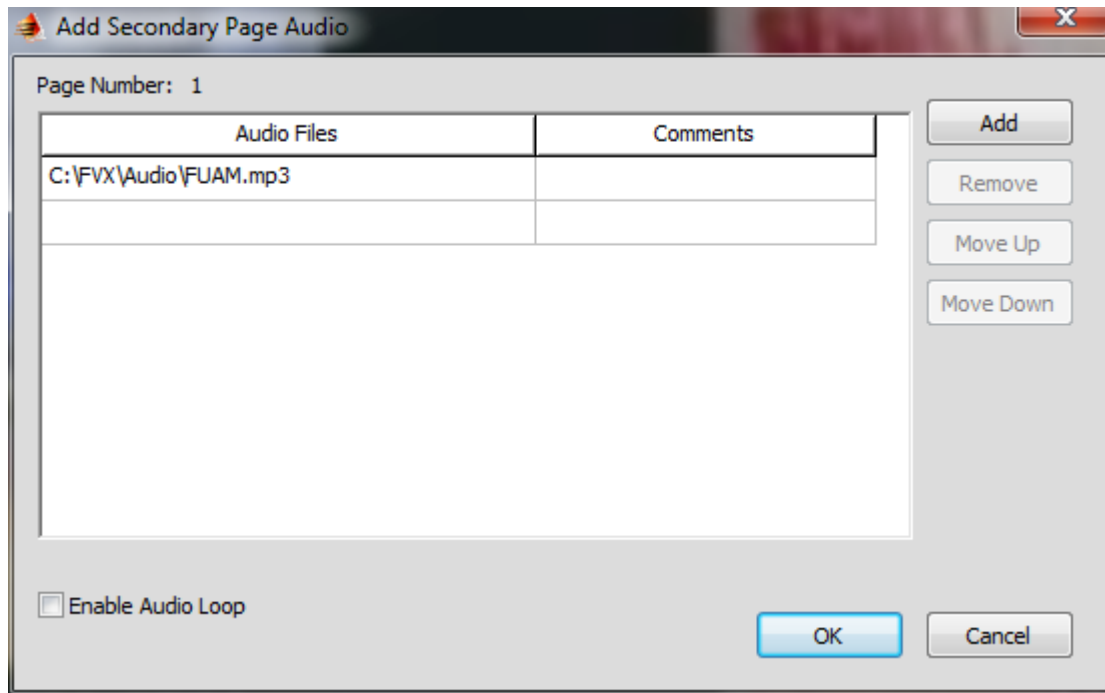 Add Secondary Page Audio
Page Number: 1
Audio Files Comments
C:\FVX\Audio\FUAM.mp3
Add
Remove
Move Up
Move Down
Enable Audio Loop
OK Cancel